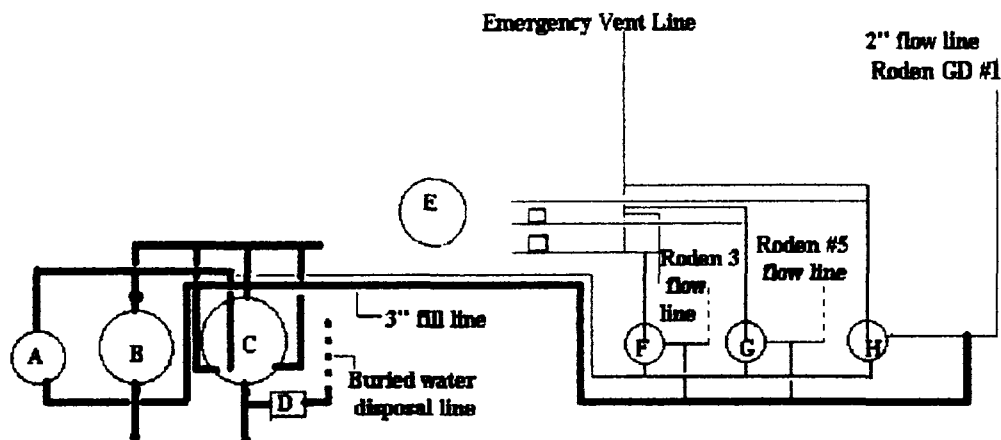 Emergency Vent Line
2" flow line
Roden GD #1
E
Roden 3
flow
line
Roden #5
flow line
3" fill line
A
B
C
F
G
H
D
Buried water
disposal line